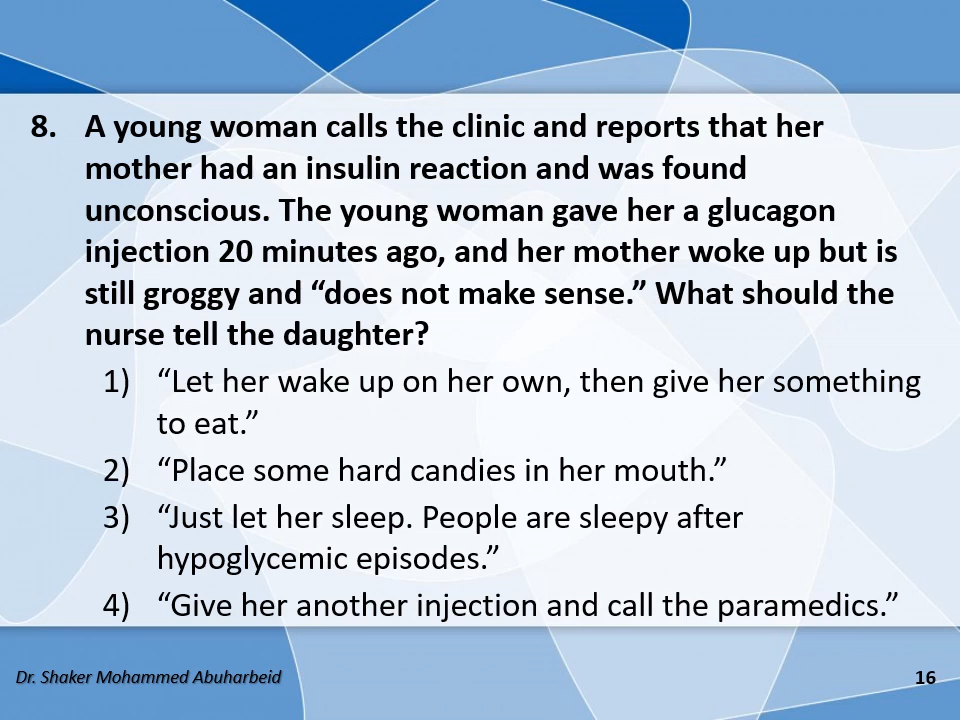 8. A young woman calls the clinic and reports that her
mother had an insulin reaction and was found
unconscious. The young woman gave her a glucagon
injection 20 minutes ago, and her mother woke up but is
still groggy and “does not make sense.” What should the
nurse tell the daughter?
1) “Let her wake up on her own, then give her something
to eat.”
2) “Place some hard candies in her mouth.”
3) “Just let her sleep. People are sleepy after
hypoglycemic episodes.”
4) “Give her another injection and call the paramedics.”
Dr. Shaker Mohammed Abuharbeid
16